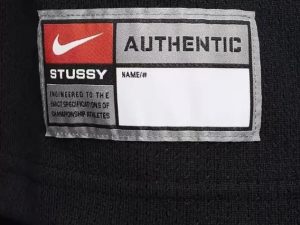 AUTHENTIC
STUSSY
NAME/#
ENGINEERED TO THE
EXACT SPECIFICATIONS OF
CHAMPIONSHIP ATHLETES